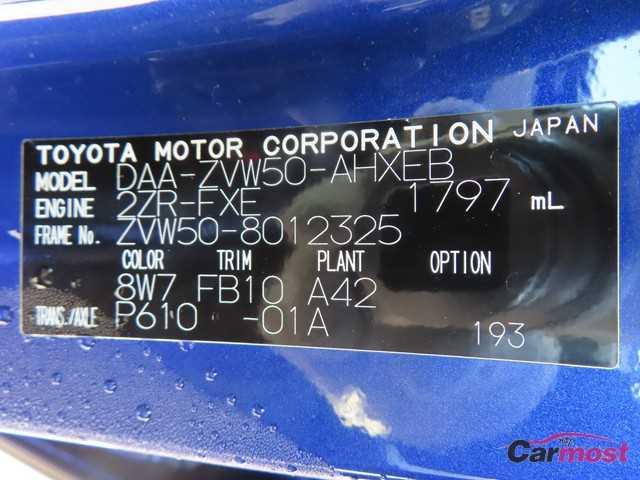 TOYOTA MOTOR CORPORATION JAPAN
MODEL DAA-ZVW50-AHXEB
ENGINE 2ZR-FXE 1797 mL
FRAME No. ZVW50-8012325
COLOR TRIM PLANT OPTION
8W7 FB10 A42
TRANS./AXLE P610 -01A
193
Carmost